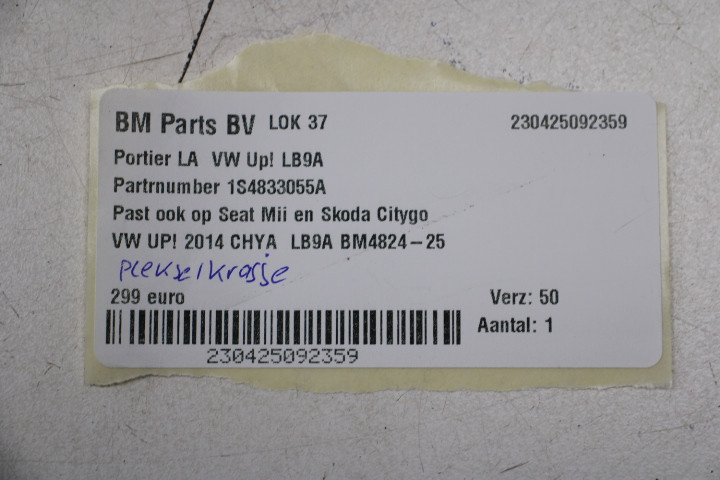 BM Parts BV LOK 37 230425092359
Portier LA VW Up! LB9A
Partrnumber 1S4833055A
Past ook op Seat Mii en Skoda Citygo
VW UP! 2014 CHYA LB9A BM4824-25
299 euro Verz: 50
Aantal: 1
230425092359